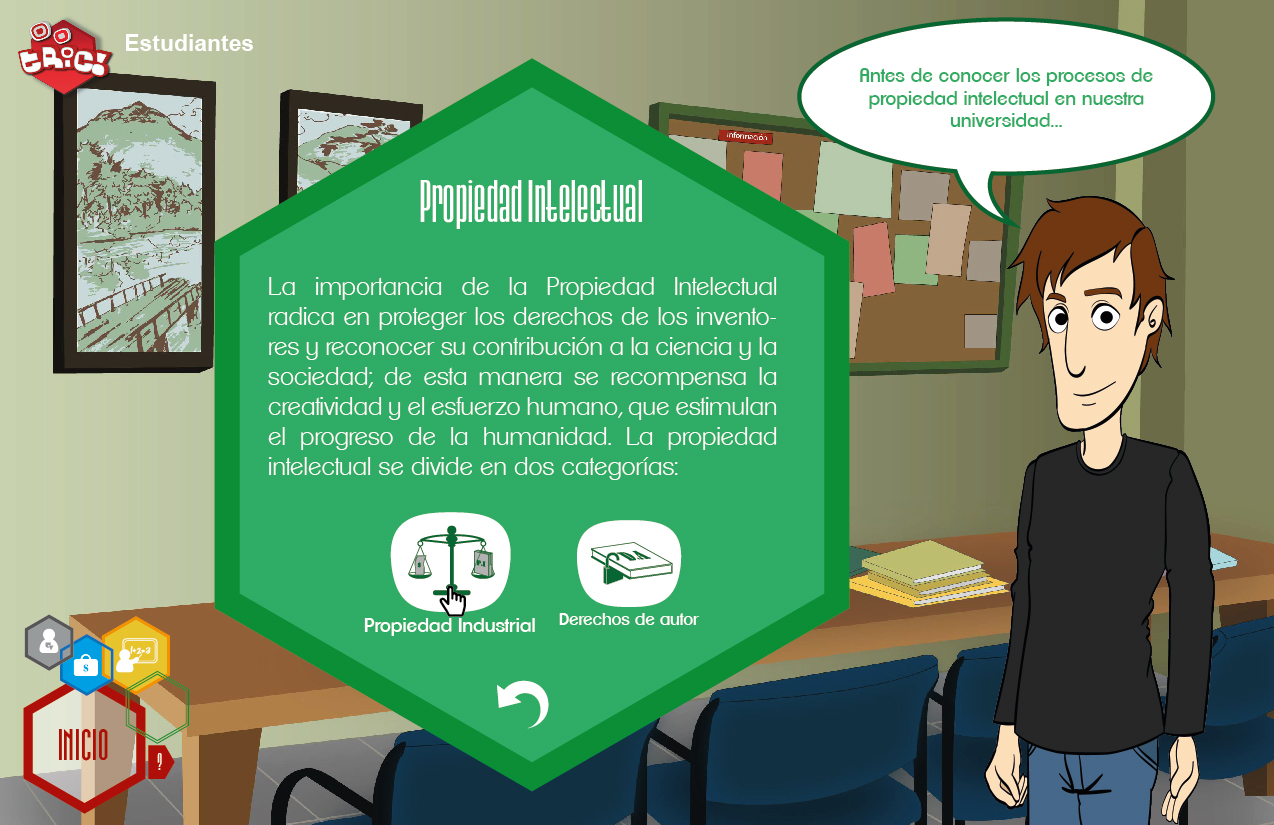 tric!
Estudiantes
Antes de conocer los procesos de
propiedad intelectual en nuestra
universidad...
Información
Propiedad Intelectual
La importancia de la Propiedad Intelectual
radica en proteger los derechos de los invento-
res y reconocer su contribución a la ciencia y la
sociedad; de esta manera se recompensa la
creatividad y el esfuerzo humano, que estimulan
el progreso de la humanidad. La propiedad
intelectual se divide en dos categorías:
Propiedad Industrial
Derechos de autor
1+2=3
$
INICIO
?